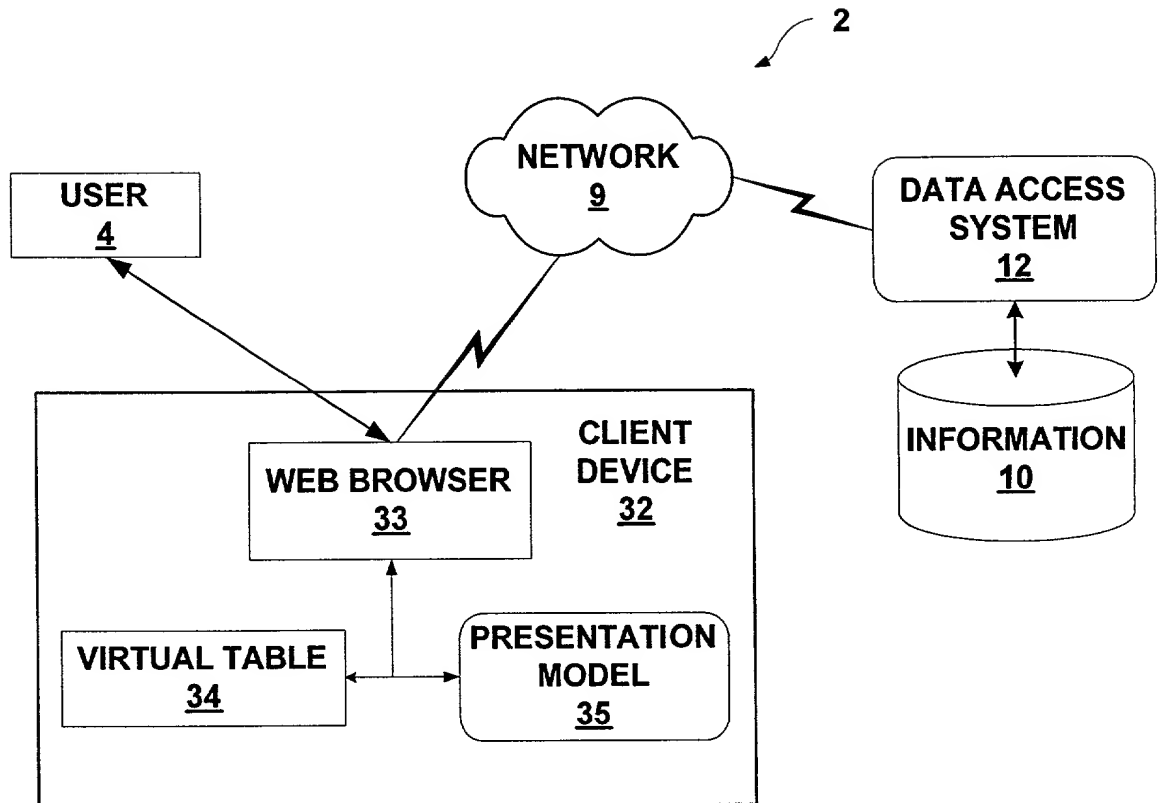 2
NETWORK
9
USER
4
DATA ACCESS
SYSTEM
12
INFORMATION
10
CLIENT
DEVICE
32
WEB BROWSER
33
VIRTUAL TABLE
34
PRESENTATION
MODEL
35